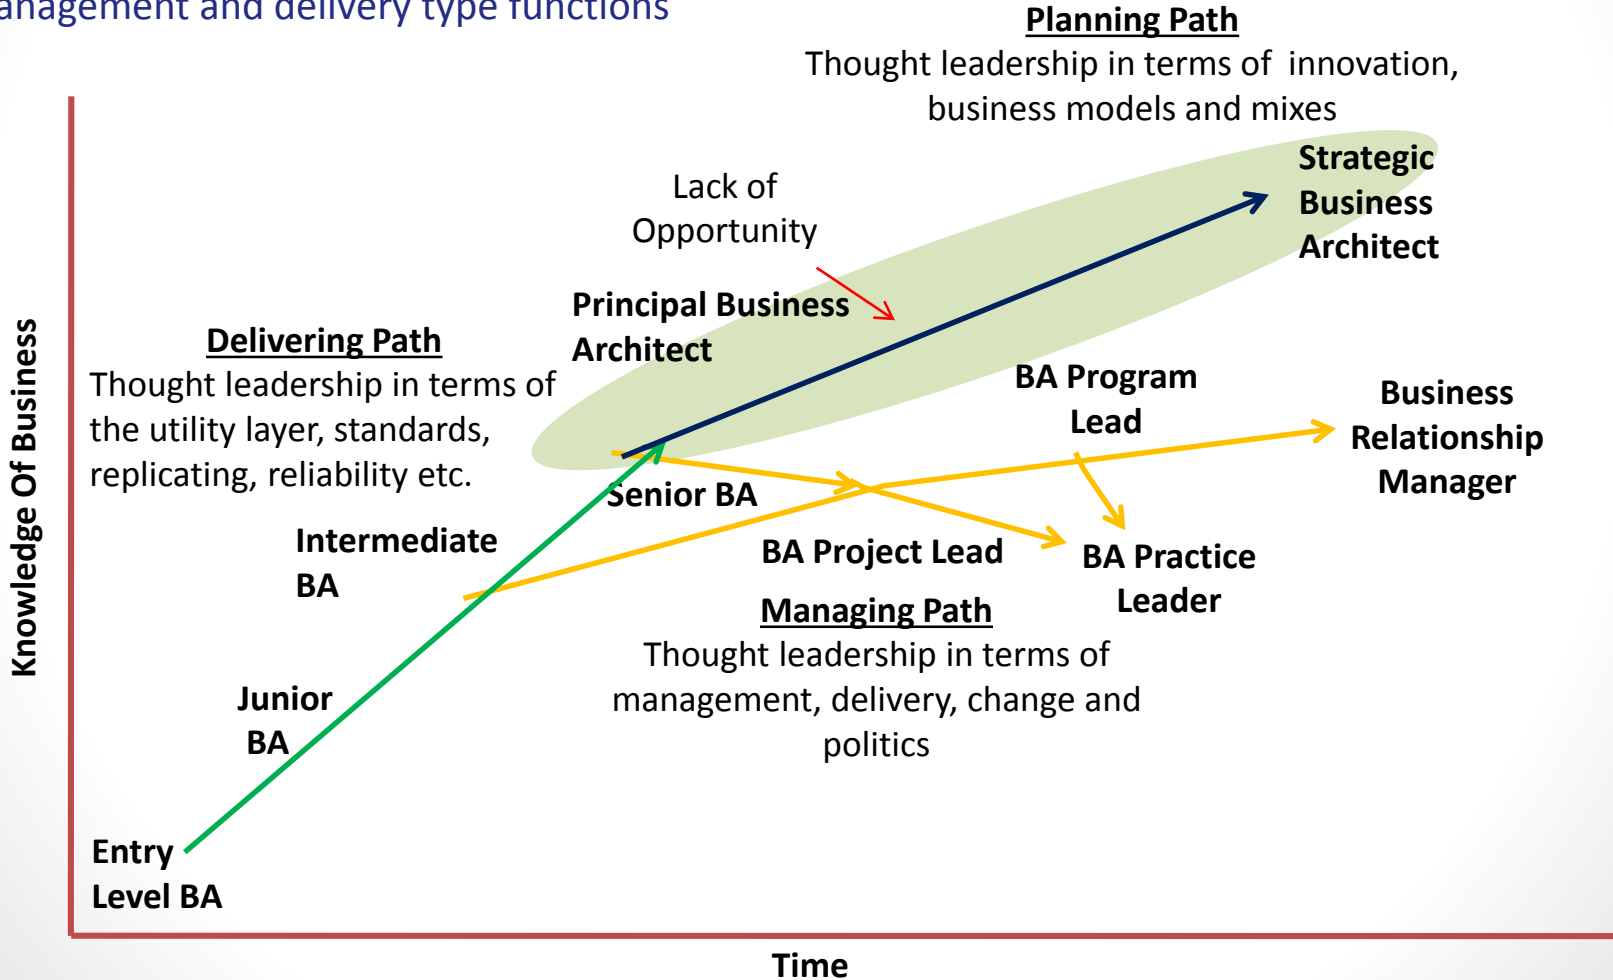 management and delivery type functions
Planning Path
Thought leadership in terms of innovation,
business models and mixes
Strategic
Business
Architect
Lack of
Opportunity
Principal Business
Architect
Delivering Path
Thought leadership in terms of
the utility layer, standards,
replicating, reliability etc.
BA Program
Lead
Business
Relationship
Manager
Senior BA
Intermediate
BA
BA Project Lead
BA Practice
Leader
Managing Path
Thought leadership in terms of
management, delivery, change and
politics
Junior
BA
Entry
Level BA
Knowledge Of Business
Time